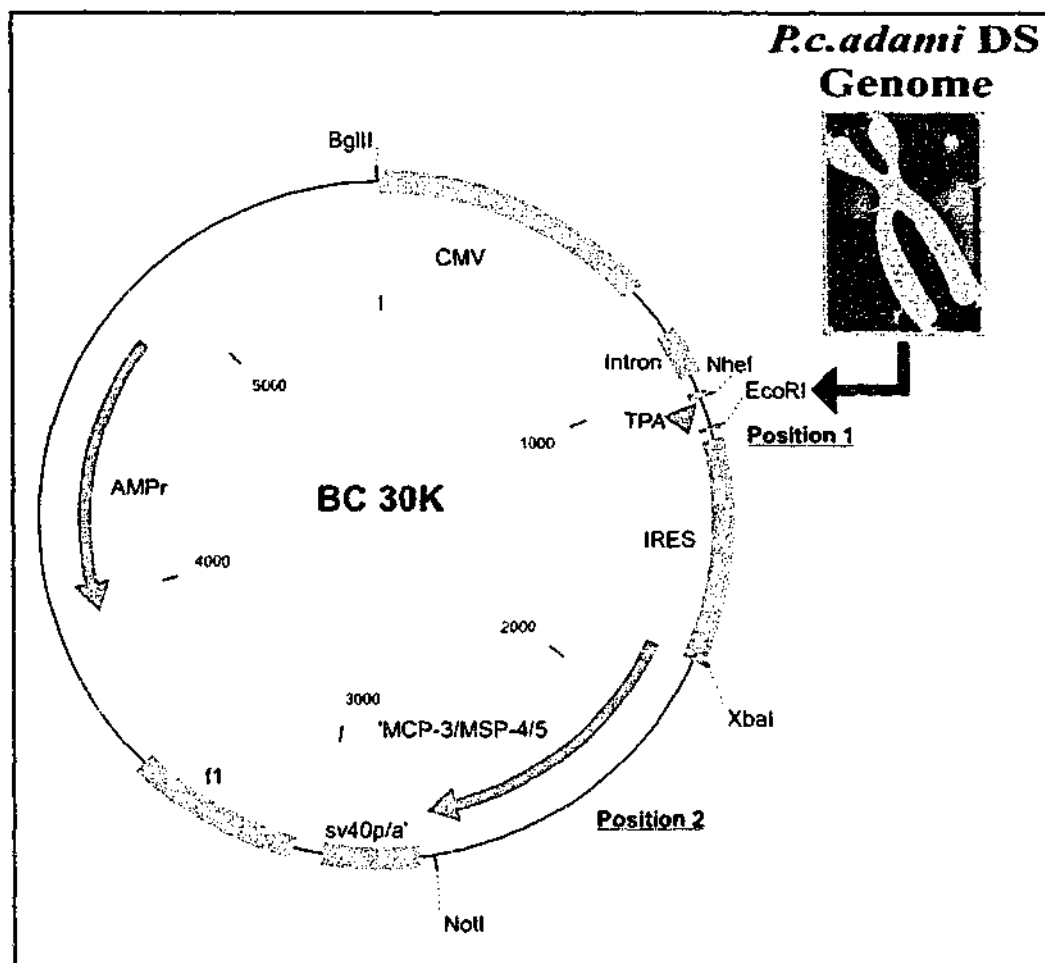 P.c.adami DS
Genome
BglII
CMV
1
Intron
NheI
EcoRI
TPA
Position 1
5000
1000
AMPr
BC 30K
IRES
4000
2000
XbaI
3000
'MCP-3/MSP-4/5
f1
sv40p/a'
Position 2
NotI